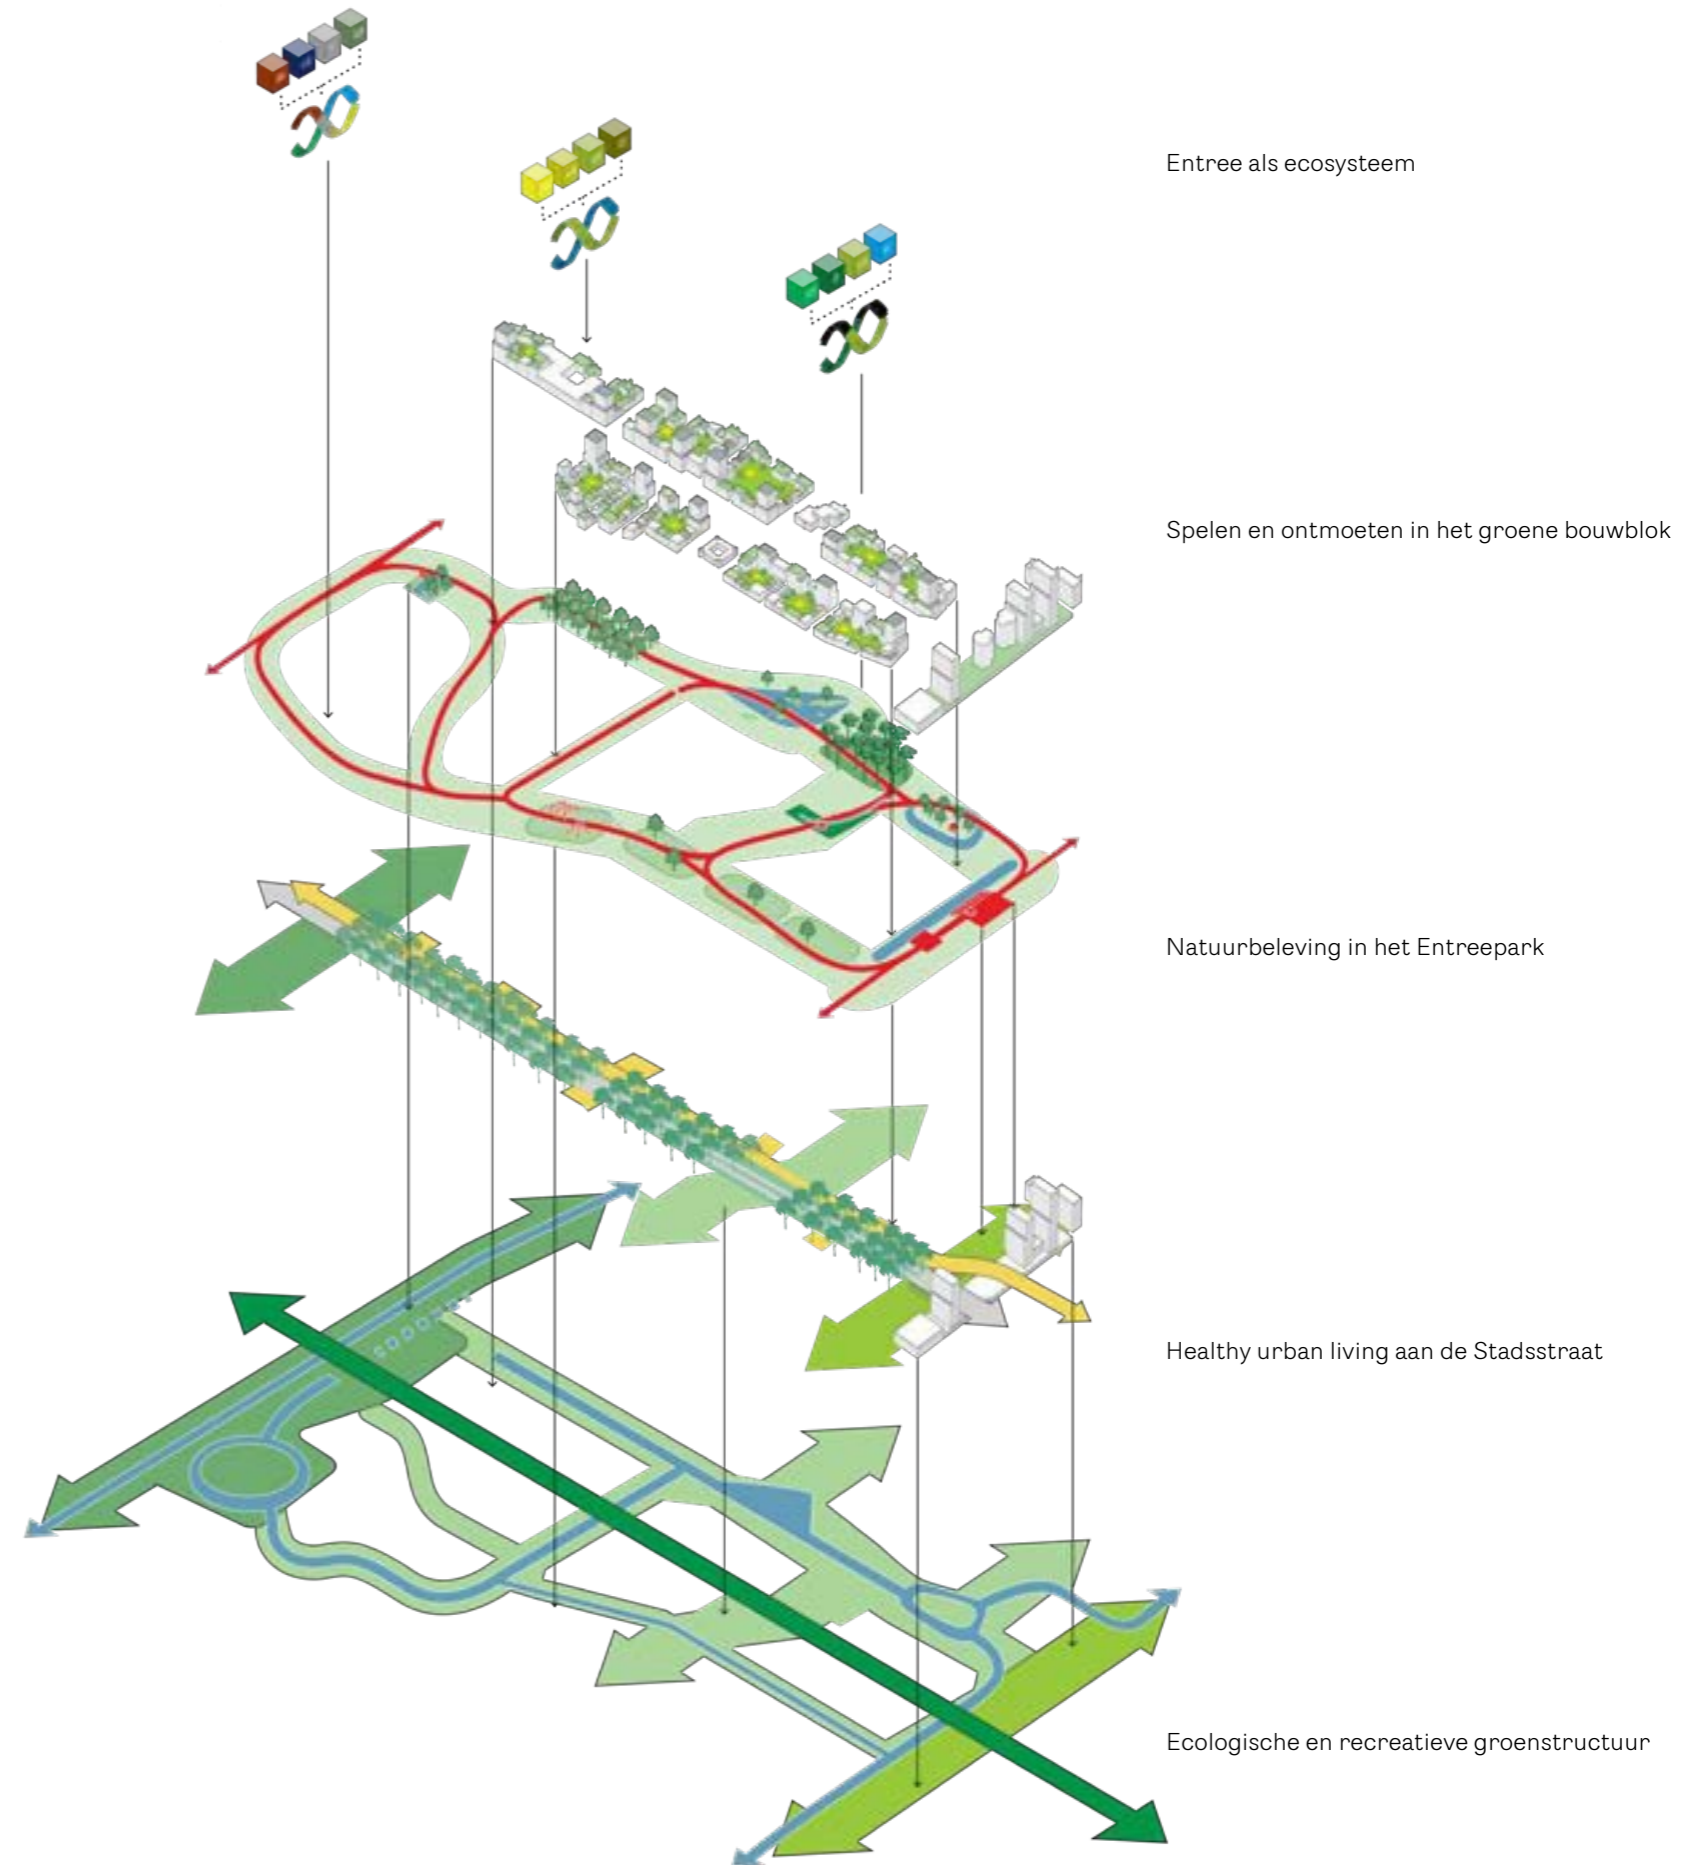 Entree als ecosysteem
Spelen en ontmoeten in het groene bouwblok
Natuurbeleving in het Entreepark
Healthy urban living aan de Stadsstraat
Ecologische en recreatieve groenstructuur